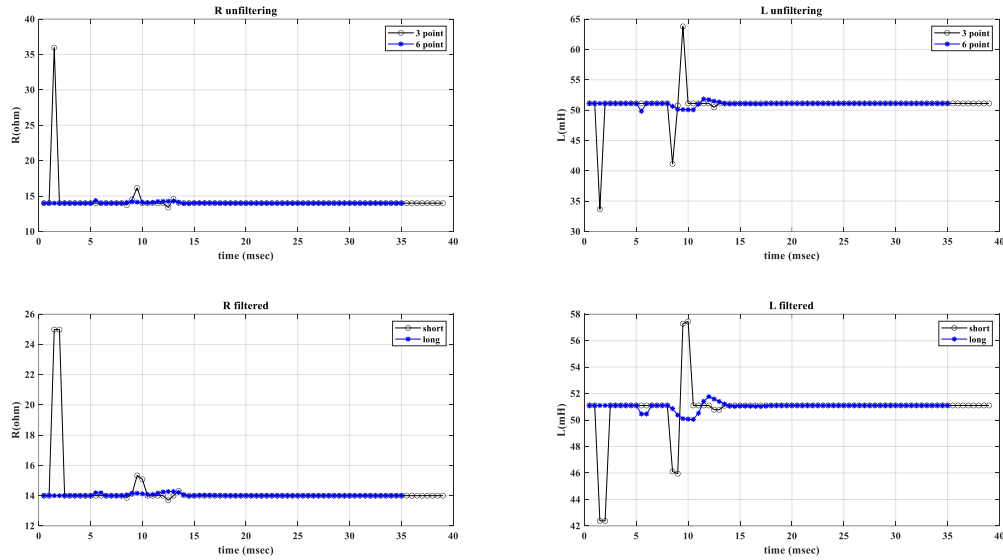 R unfiltering
40
35
30
25
20
15
10
R(ohm)
3 point
6 point
0 5 10 15 20 25 30 35 40
time (msec)
L unfiltering
65
60
55
50
45
40
35
30
L(mH)
3 point
6 point
0 5 10 15 20 25 30 35 40
time (msec)
R filtered
26
24
22
20
18
16
14
12
R(ohm)
short
long
0 5 10 15 20 25 30 35 40
time (msec)
L filtered
58
56
54
52
50
48
46
44
42
L(mH)
short
long
0 5 10 15 20 25 30 35 40
time (msec)